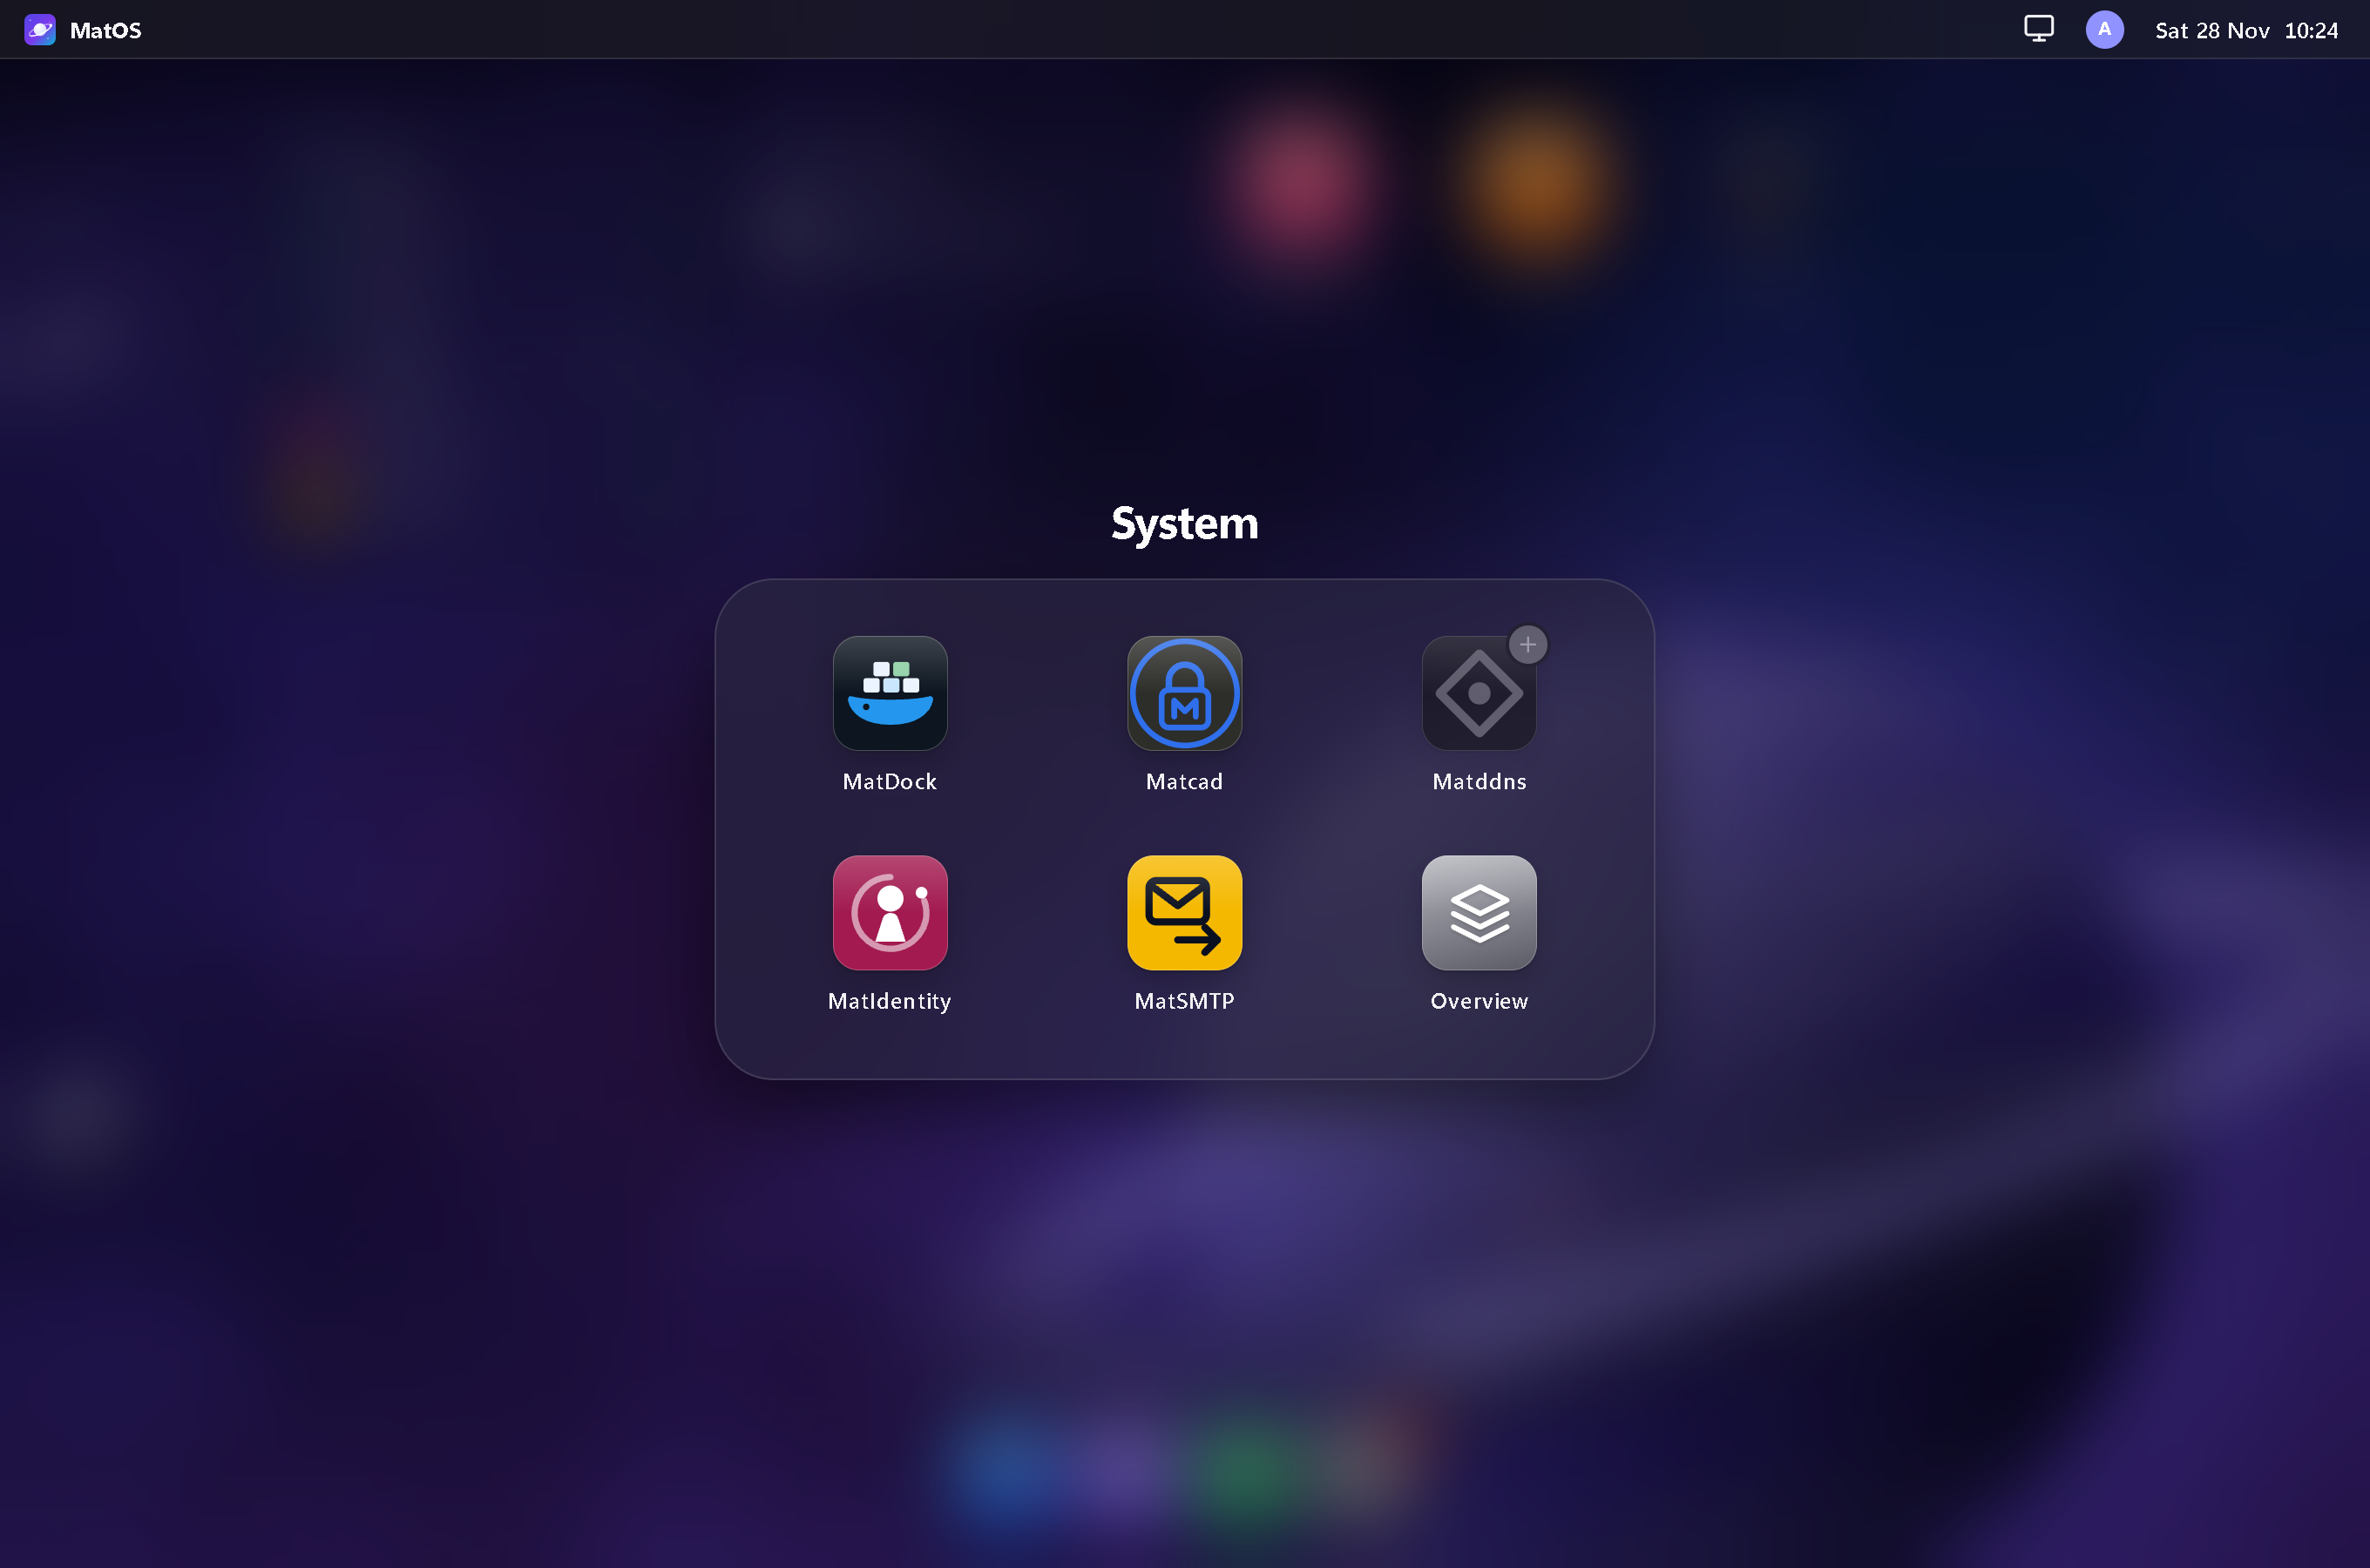 MatOS
A
Sat 28 Nov 10:24
System
MatDock
Matcad
Matddns
MatIdentity
MatSMTP
Overview